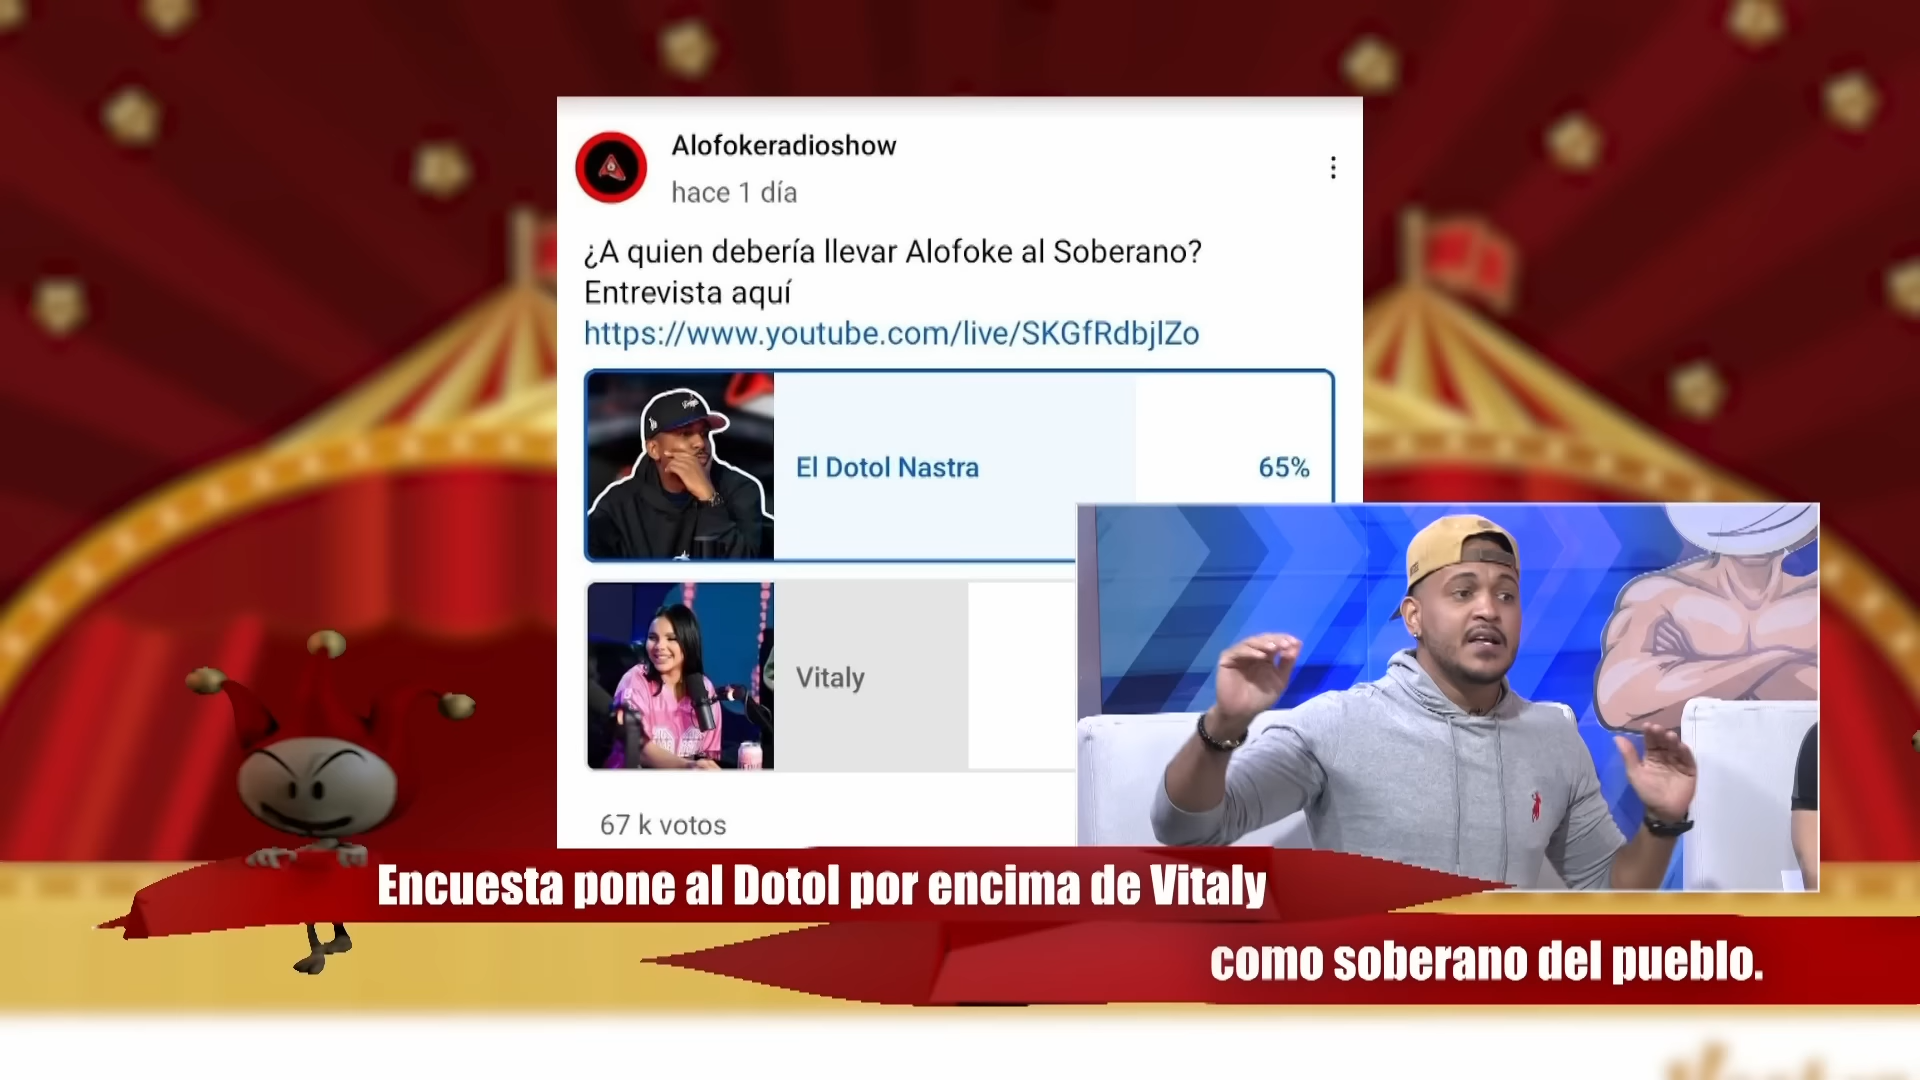 Alofokeradioshow
hace 1 día
¿A quien debería llevar Alofoke al Soberano?
Entrevista aquí
https://www.youtube.com/live/SKGfRdbjlZo
El Dotol Nastra
65%
Vitaly
67 k votos
Encuesta pone al Dotol por encima de Vitaly
como soberano del pueblo.